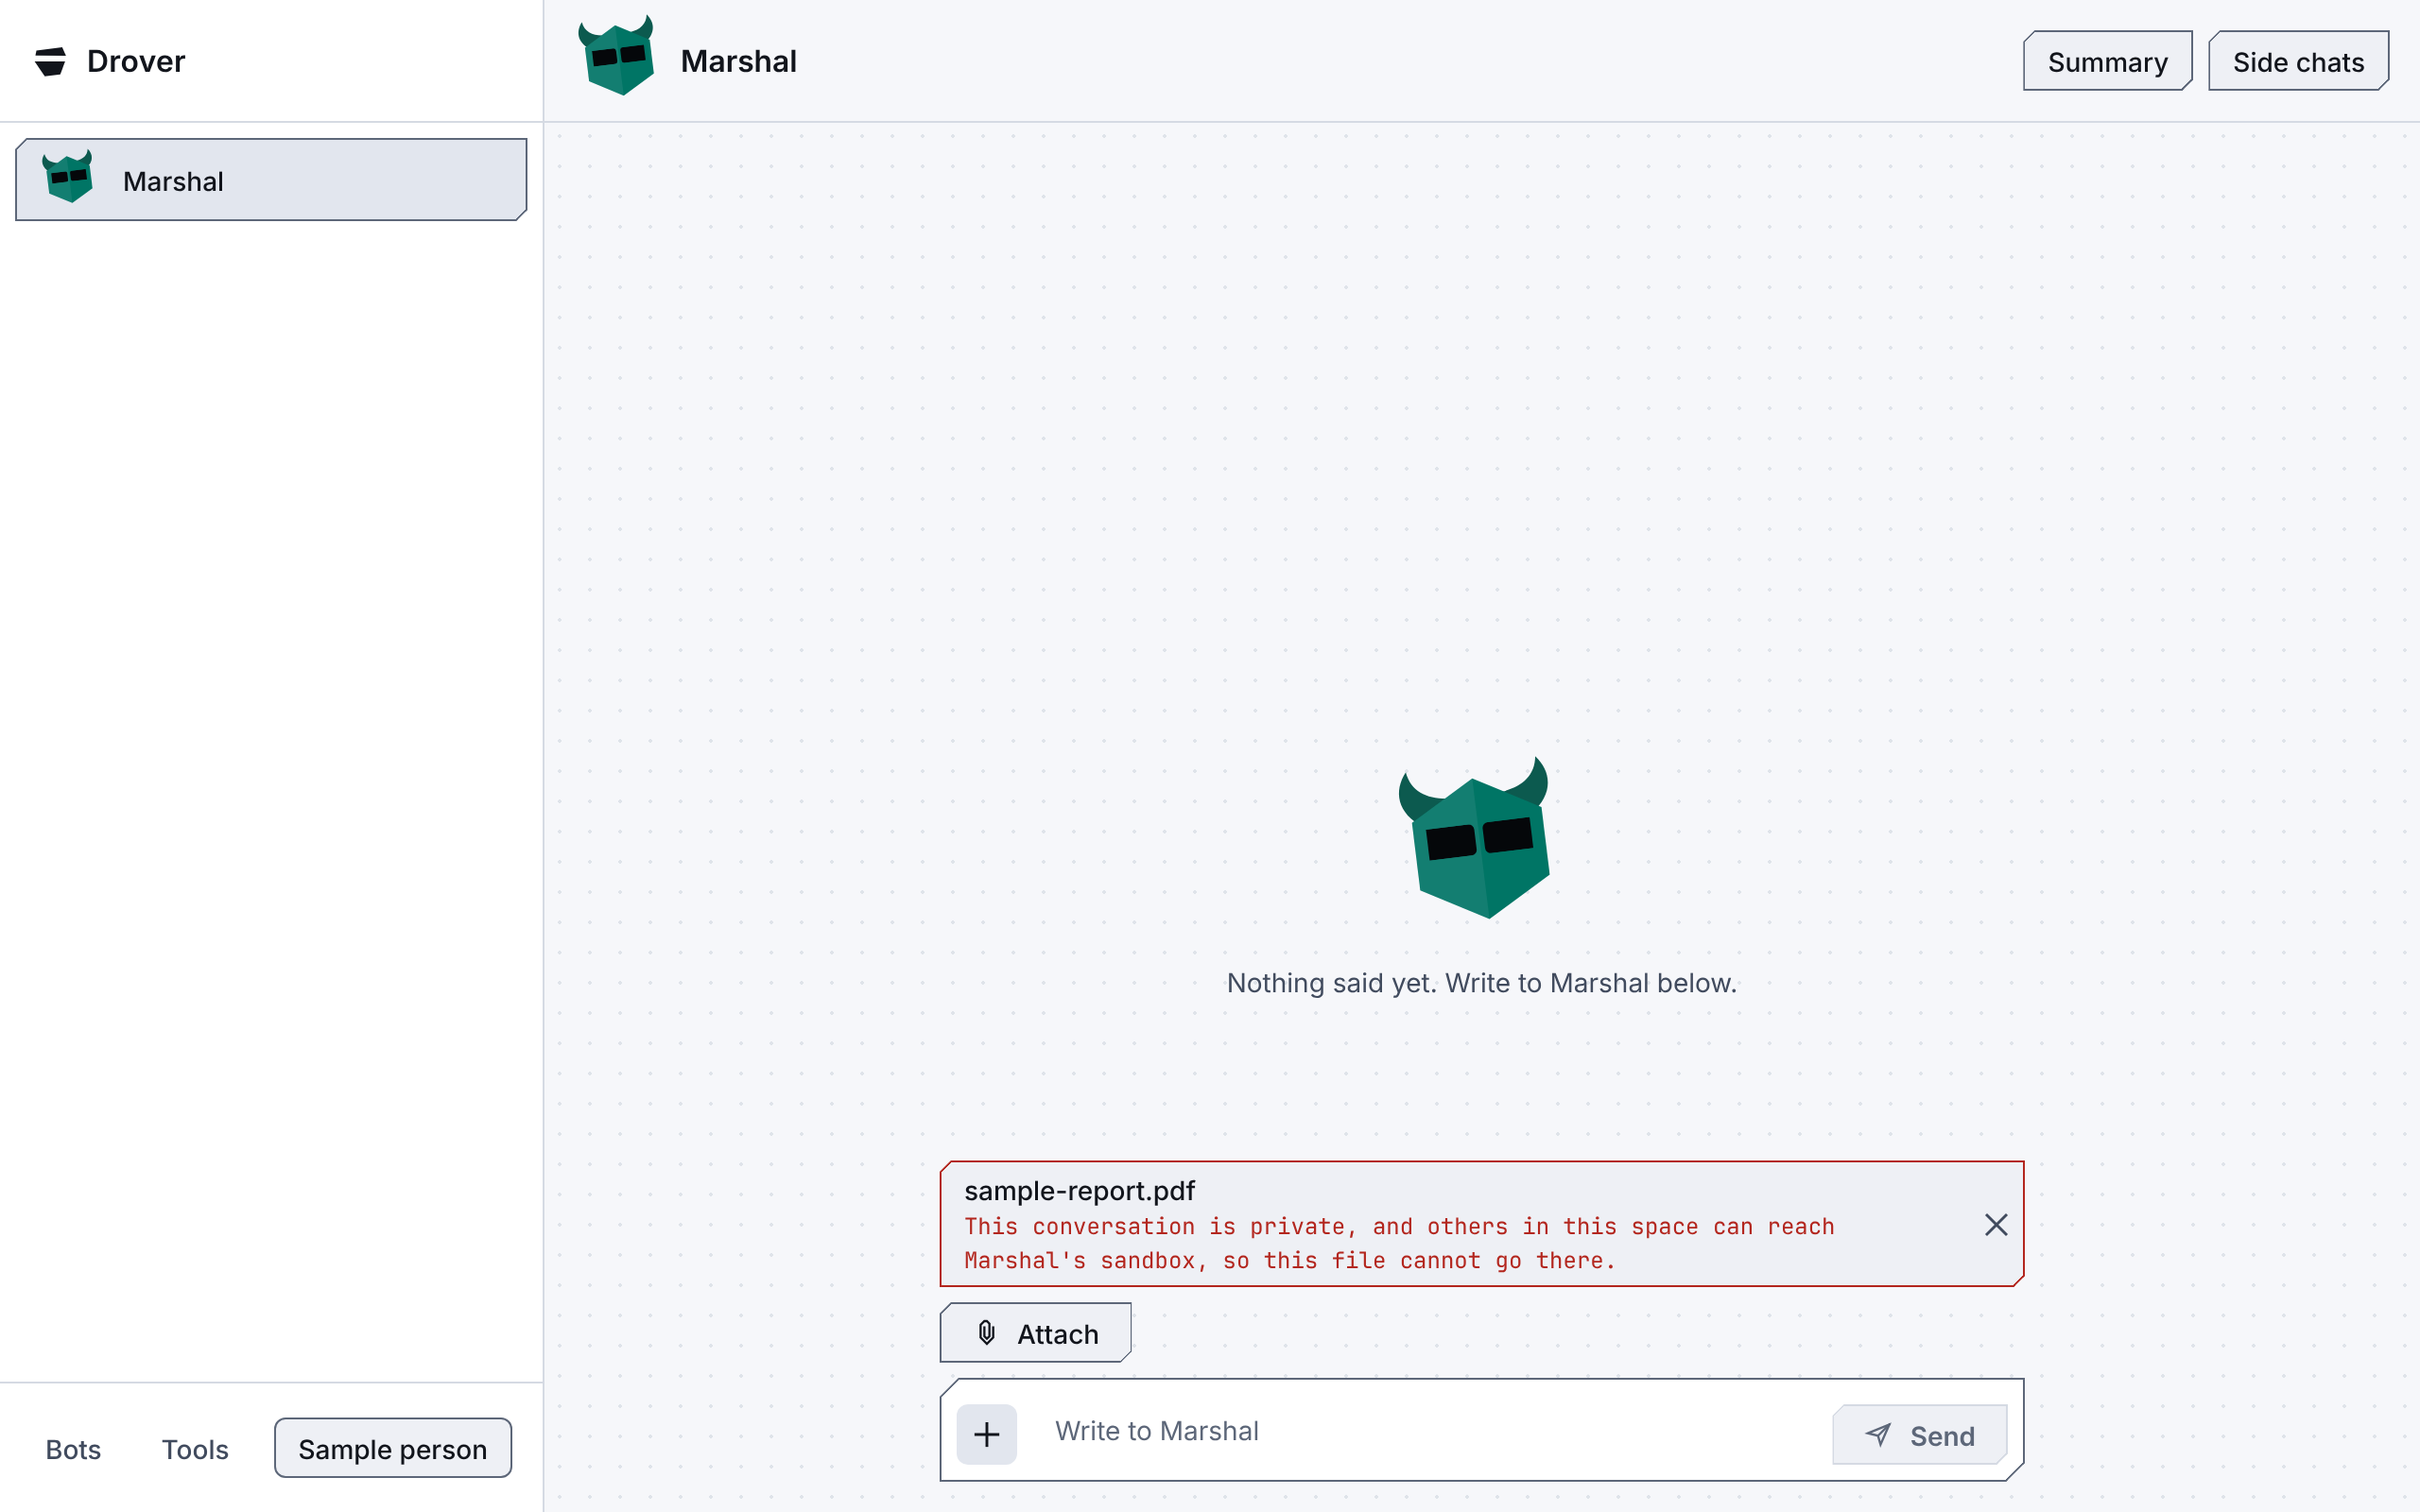 Drover
Marshal
Summary
Side chats
Marshal
Nothing said yet. Write to Marshal below.
sample-report.pdf
This conversation is private, and others in this space can reach
Marshal's sandbox, so this file cannot go there.
Attach
Write to Marshal
Send
Bots
Tools
Sample person